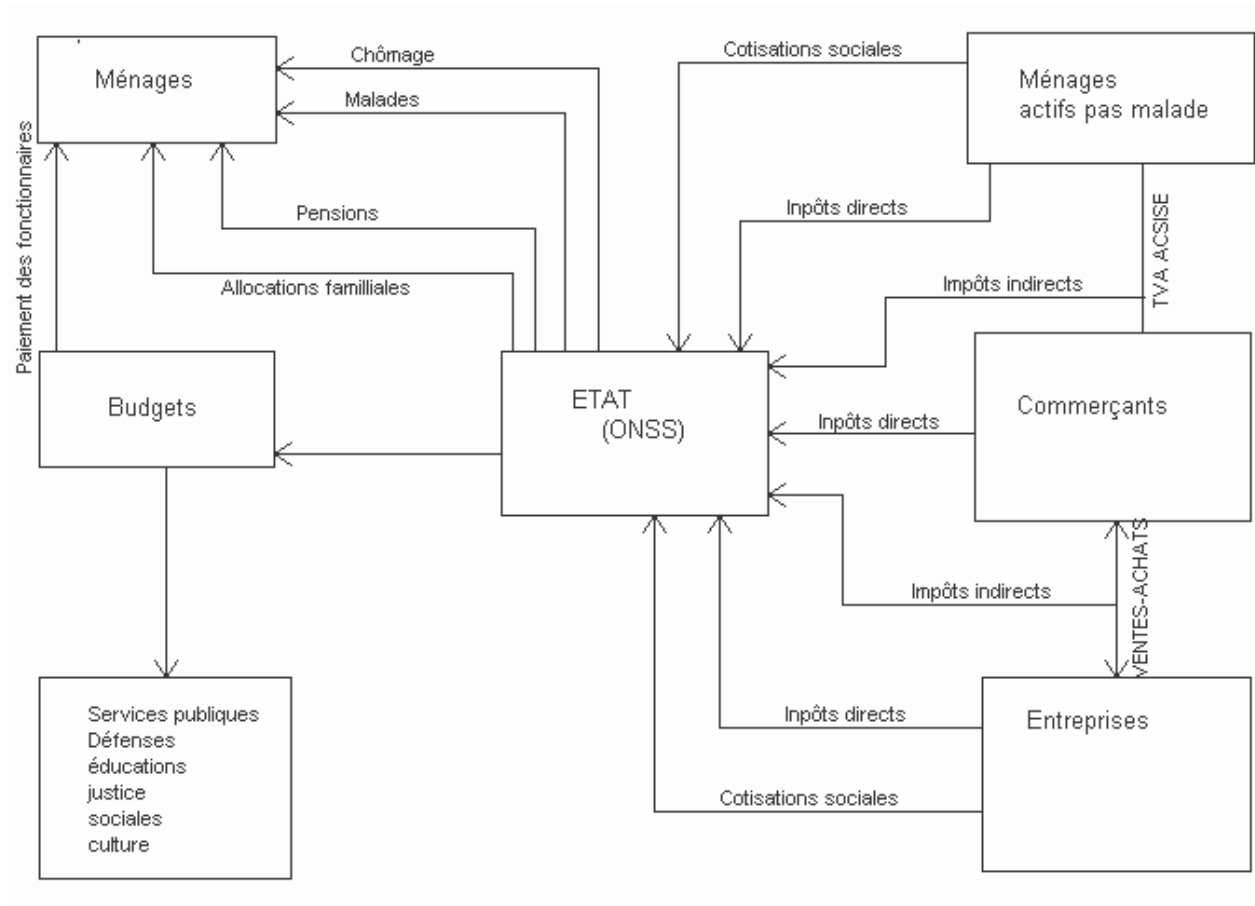 Ménages
Chômage
Malades
Pensions
Allocations familliales
Paiement des fonctionnaires
Cotisations sociales
Ménages
actifs pas malade
Inpôts directs
TVA ACSISE
Impôts indirects
Budgets
ETAT
(ONSS)
Commerçants
Inpôts directs
Impôts indirects
VENTES-ACHATS
Services publiques
Défenses
éducations
justice
sociales
culture
Inpôts directs
Entreprises
Cotisations sociales